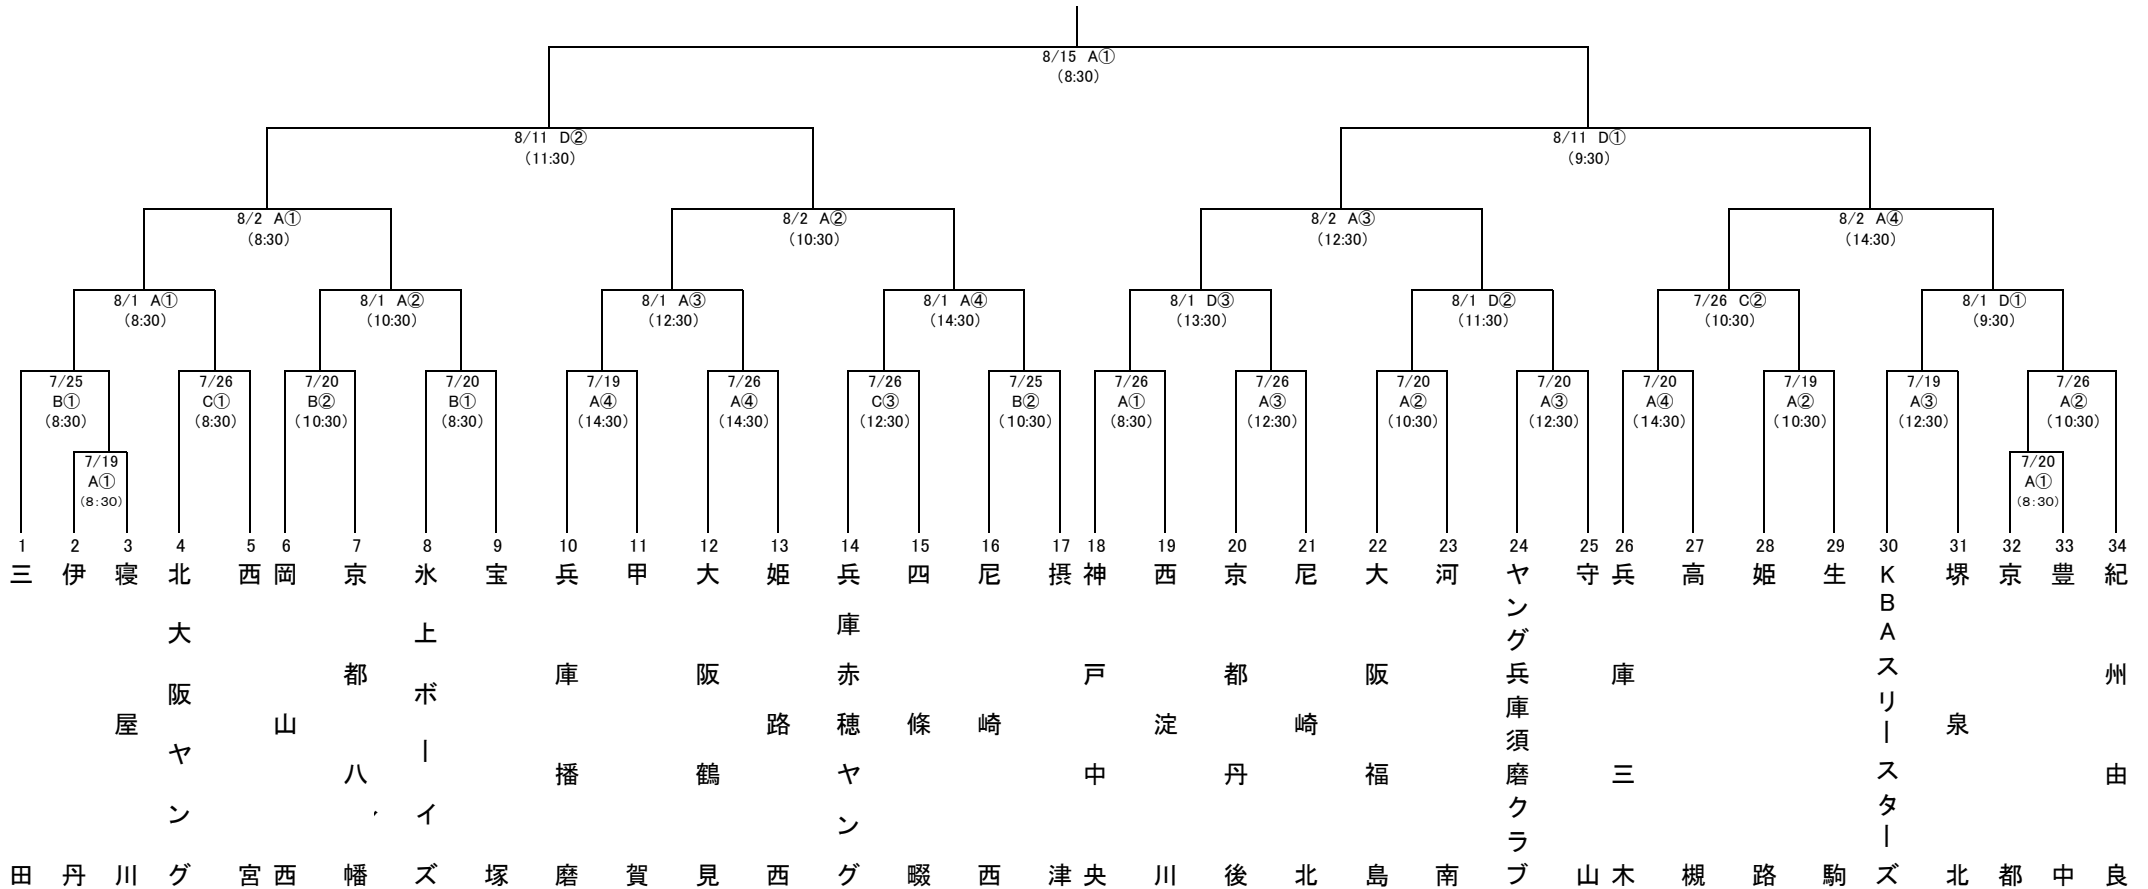 8/15 A①
（8:30）
8/11 D②
（11:30）
8/11 D①
（9:30）
8/2 A①
（8:30）
8/2 A②
（10:30）
8/2 A③
（12:30）
8/2 A④
（14:30）
8/1 A①
（8:30）
8/1 A②
（10:30）
8/1 A③
（12:30）
8/1 A④
（14:30）
8/1 D③
（13:30）
8/1 D②
（11:30）
7/26 C②
（10:30）
8/1 D①
（9:30）
7/25
B①
（8:30）
7/26
C①
（8:30）
7/20
B②
（10:30）
7/20
B①
（8:30）
7/19
A④
（14:30）
7/26
A④
（14:30）
7/26
C③
（12:30）
7/25
B②
（10:30）
7/26
A①
（8:30）
7/26
A③
（12:30）
7/20
A②
（10:30）
7/20
A③
（12:30）
7/20
A④
（14:30）
7/19
A②
（10:30）
7/19
A③
（12:30）
7/26
A②
（10:30）
7/19
A①
（8：30）
7/20
A①
（8：30）
1
三田
2
伊丹
3
寝屋川
4
北大阪ヤング
5
西宮
6
岡山西
7
京都八幡
8
氷上ボーイズ
9
宝塚
10
兵庫播磨
11
甲賀
12
大阪鶴見
13
姫路西
14
兵庫赤穂ヤング
15
四條畷
16
尼崎西
17
摂津
18
神戸中央
19
西淀川
20
京都丹後
21
尼崎北
22
大阪福島
23
河南
24
ヤング兵庫須磨クラブ
25
守山
26
兵庫三木
27
高槻
28
姫路
29
生駒
30
KBAスリースターズ
31
堺泉北
32
京都
33
豊中
34
紀州由良